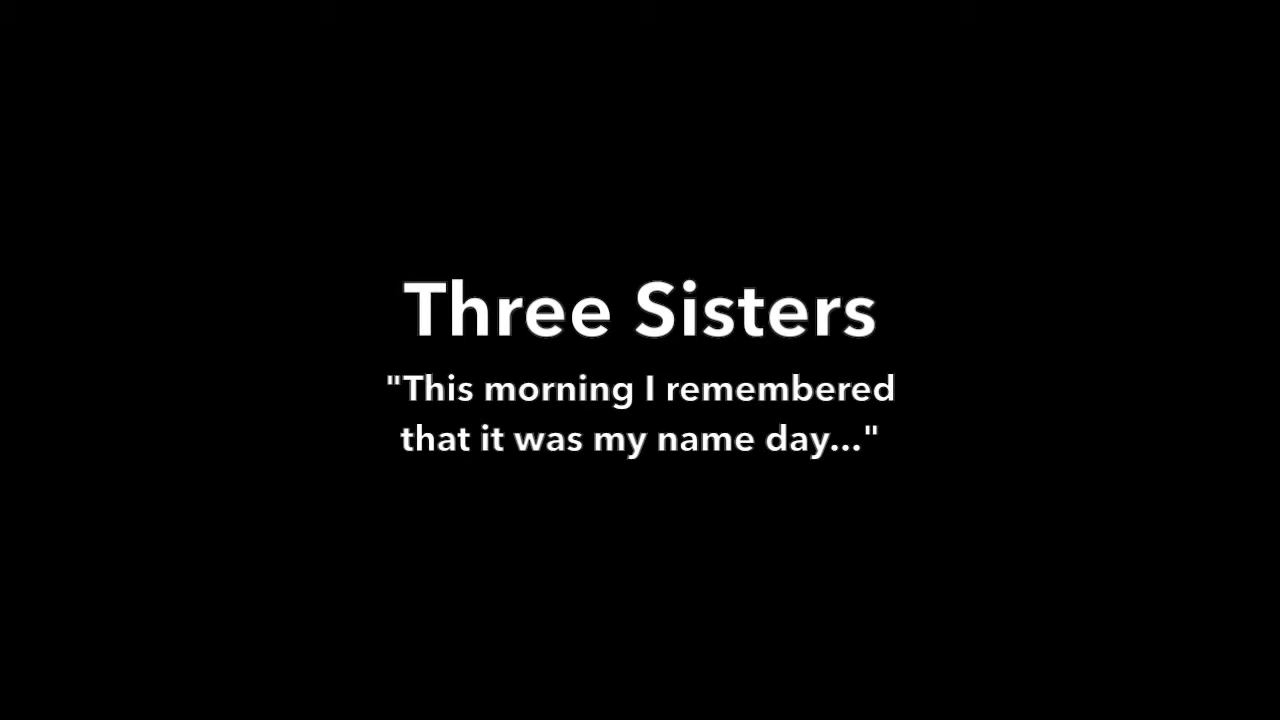 Three Sisters
"This morning I remembered
that it was my name day..."